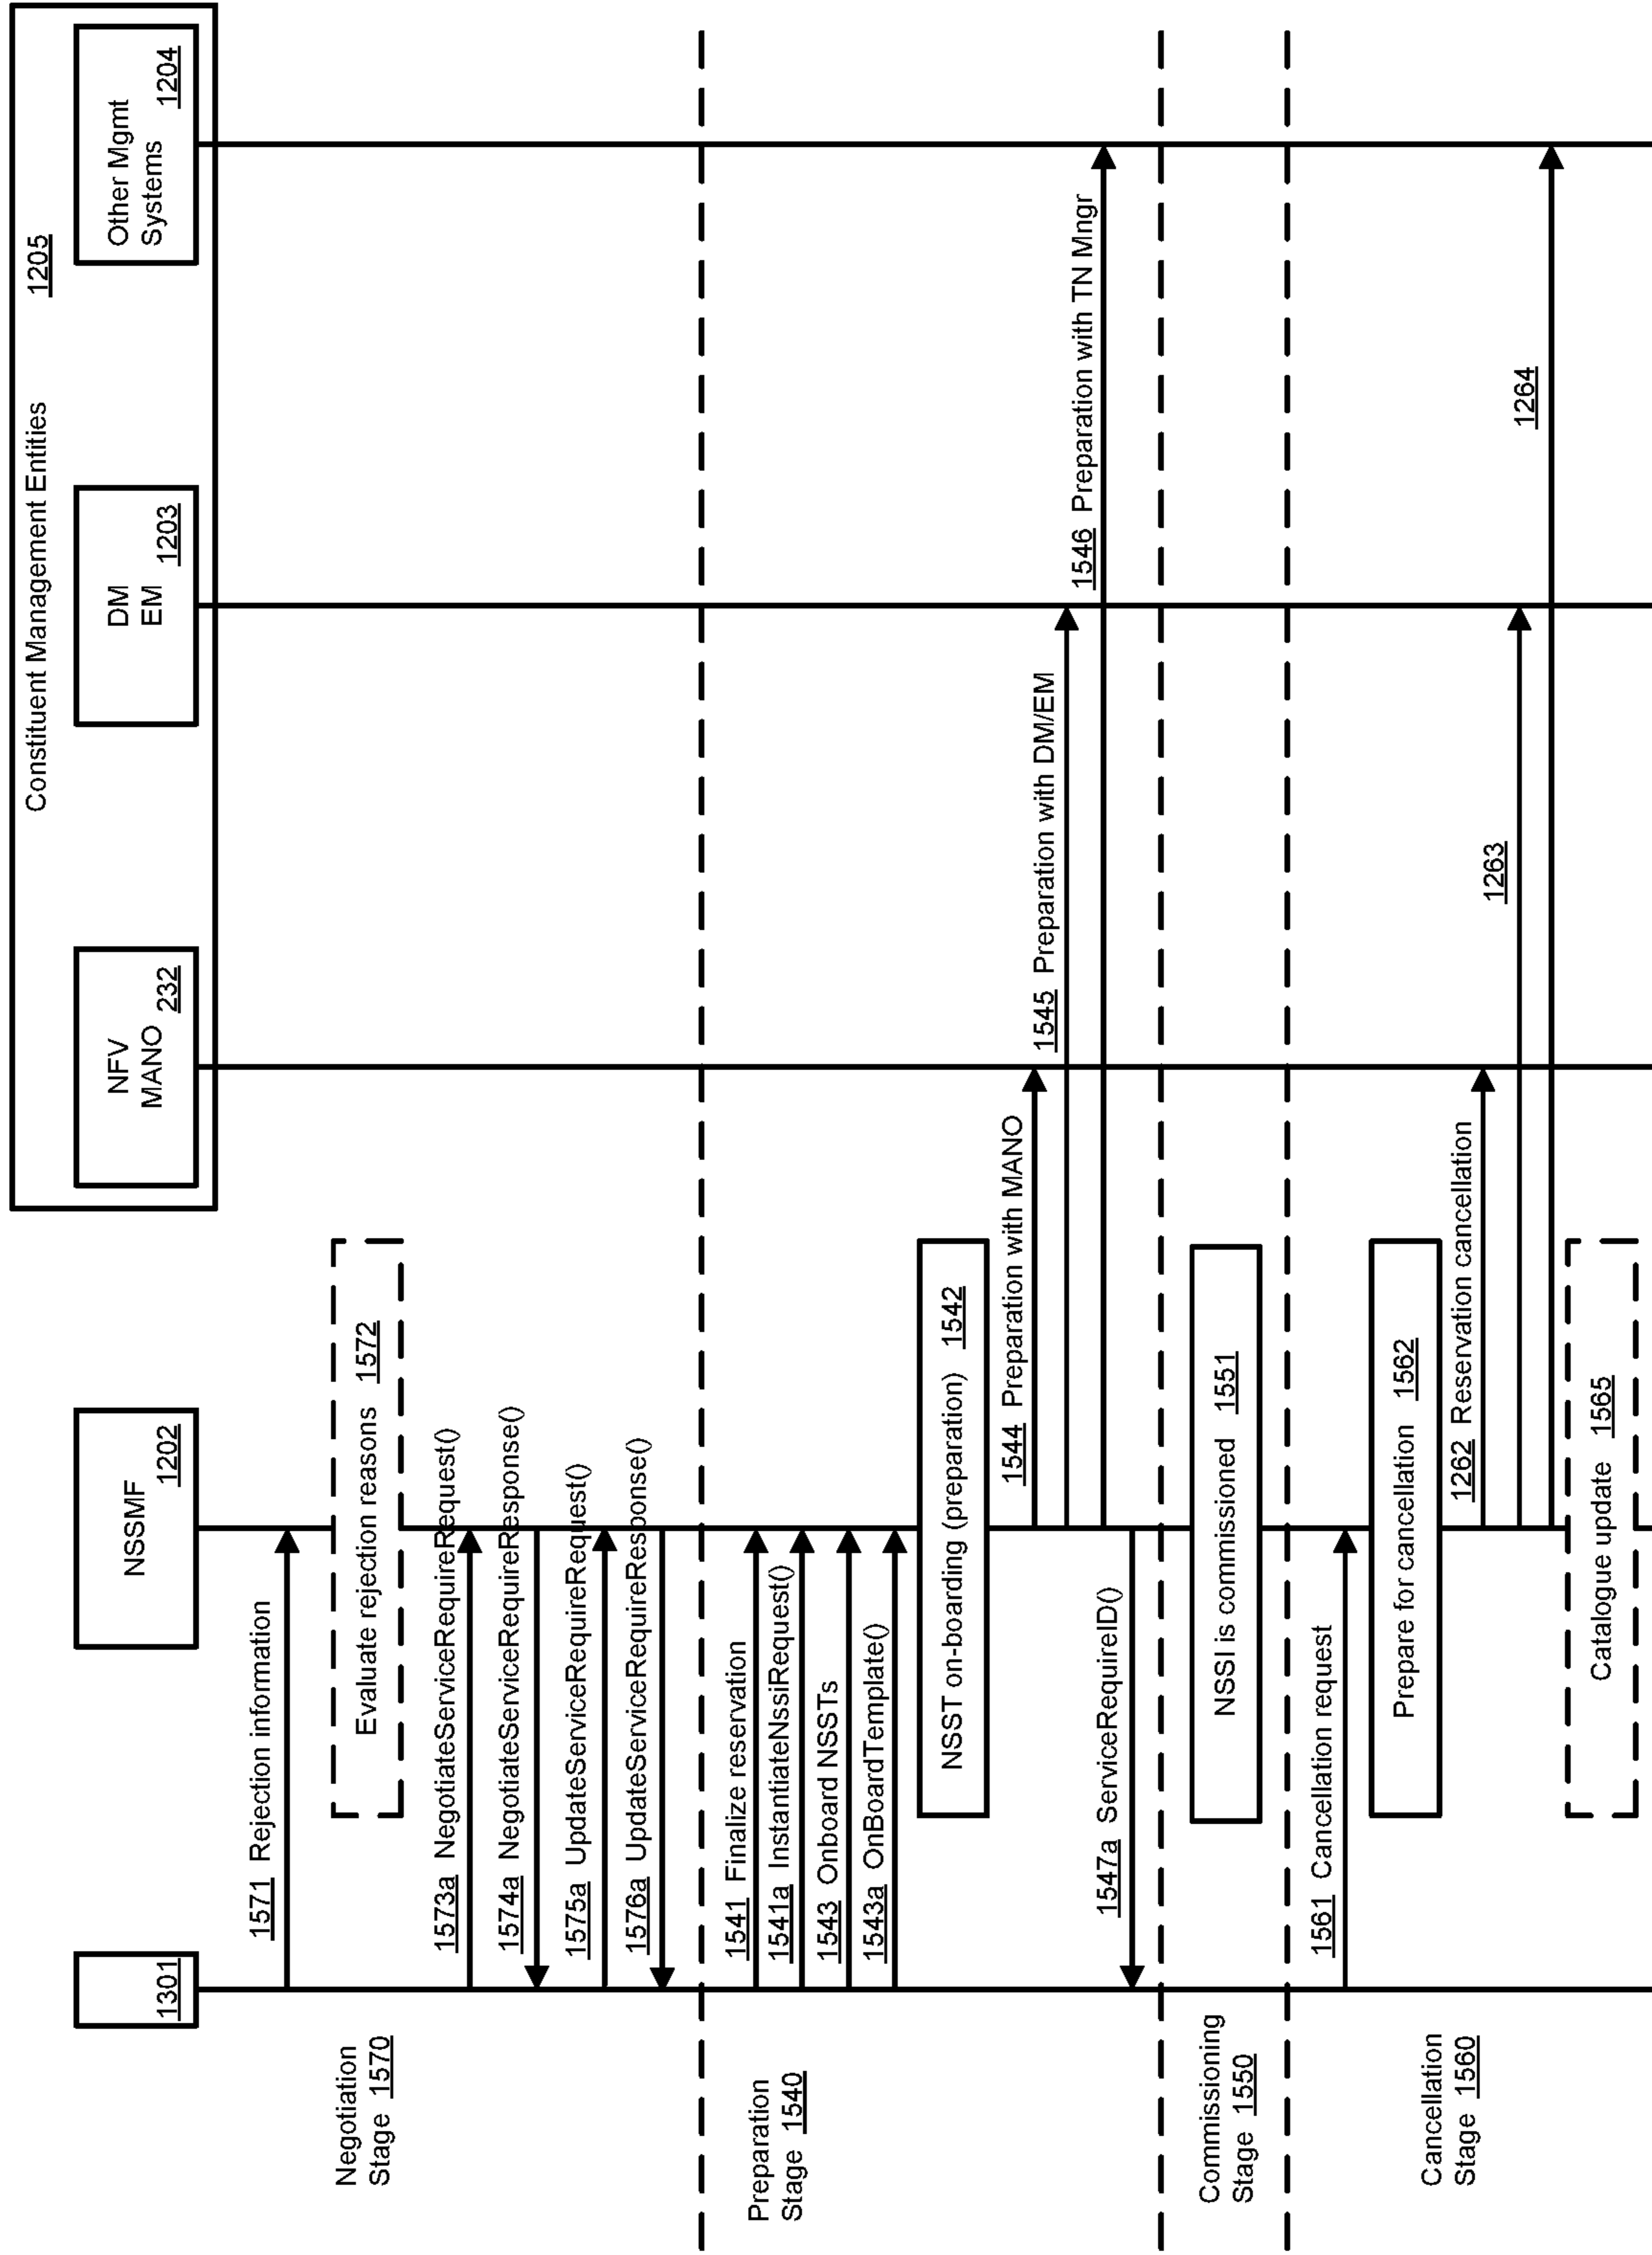 Constituent Management Entities
1205
1301
NSSMF
1202
NFV
MANO
232
DM
EM
1203
Other Mgmt
Systems
1204
Negotiation
Stage 1570
1571 Rejection information
Evaluate rejection reasons 1572
1573a NegotiateServiceRequireRequest()
1574a NegotiateServiceRequireResponse()
1575a UpdateServiceRequireRequest()
1576a UpdateServiceRequireResponse()
Preparation
Stage 1540
1541 Finalize reservation
1541a InstantiateNssiRequest()
1543 Onboard NSSTs
1543a OnBoardTemplate()
NSST on-boarding (preparation) 1542
1544 Preparation with MANO
1545 Preparation with DM/EM
1546 Preparation with TN Mngr
1547a ServiceRequireID()
Commissioning
Stage 1550
NSSI is commissioned 1551
Cancellation
Stage 1560
1561 Cancellation request
Prepare for cancellation 1562
1262 Reservation cancellation
1263
1264
Catalogue update 1565